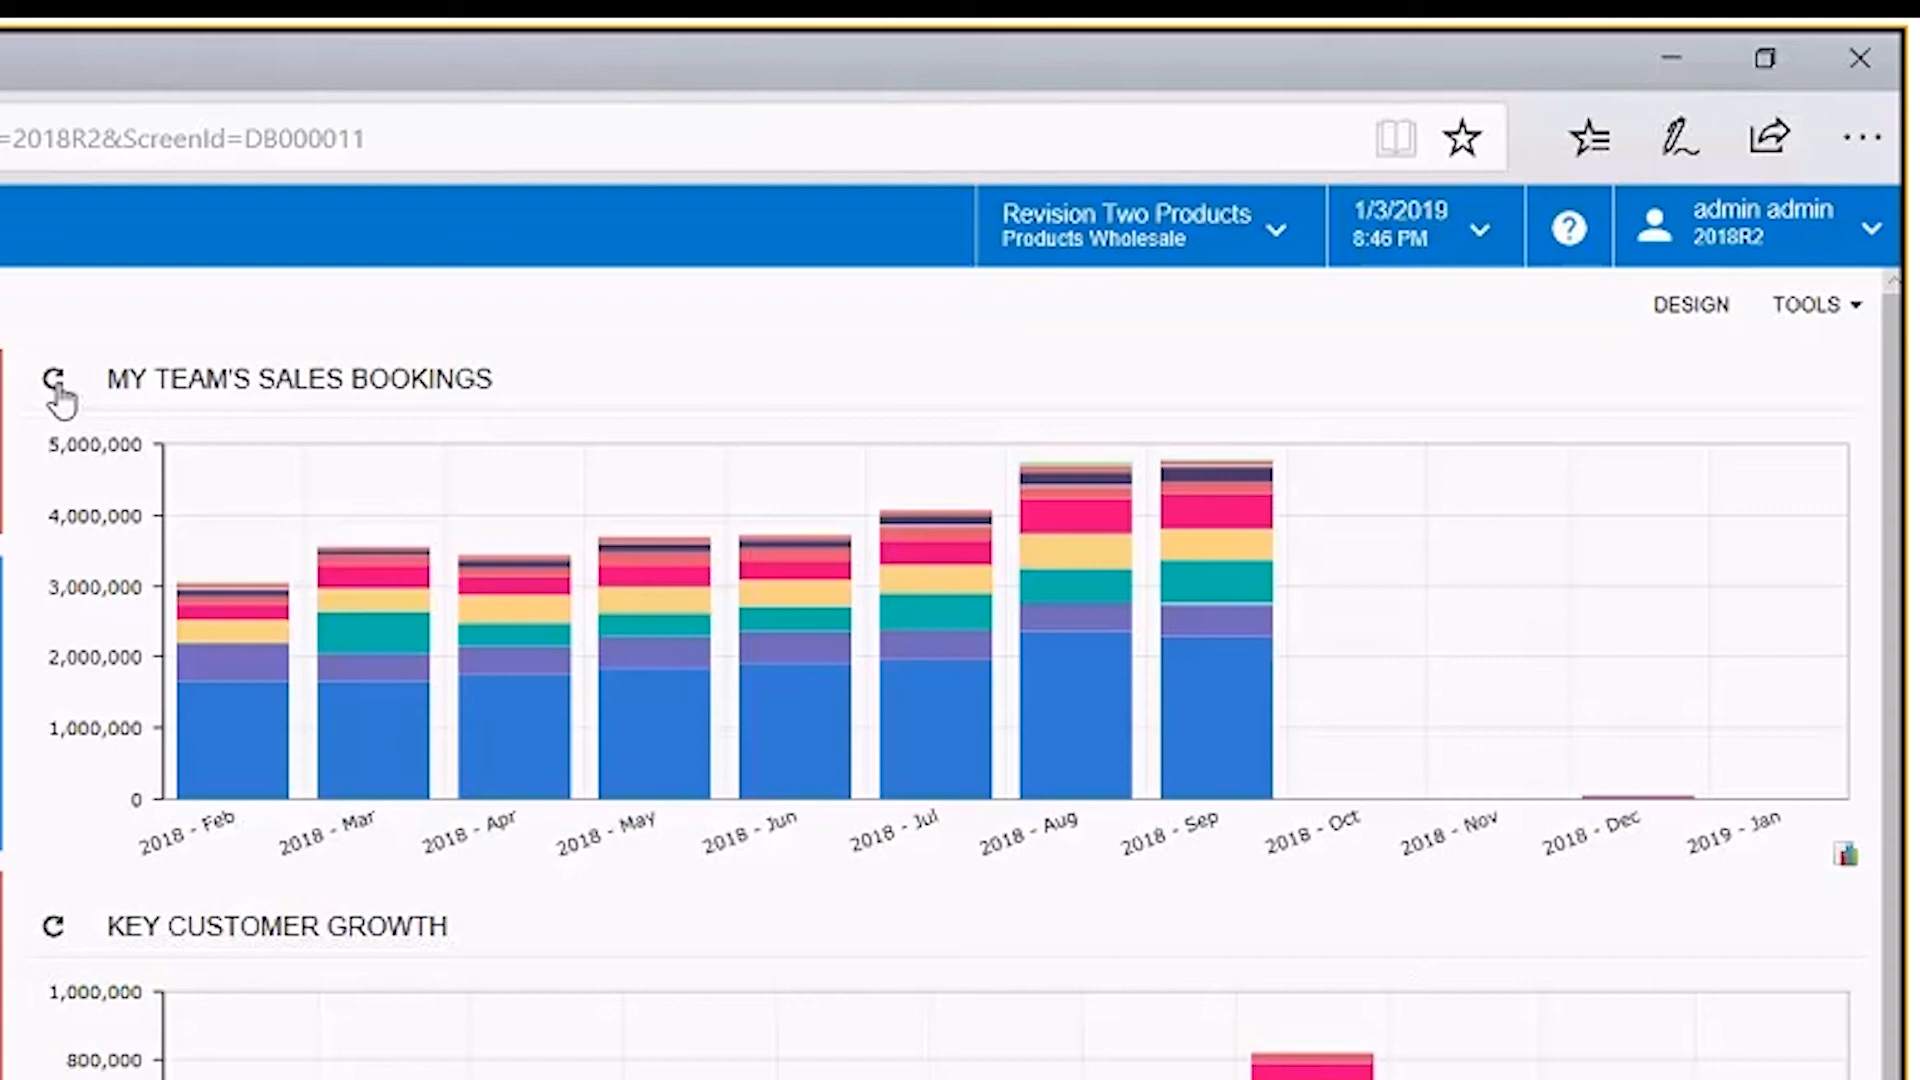 =2018R2&ScreenId=DB000011
Revision Two Products
Products Wholesale
1/3/2019
8:46 PM
?
admin admin
2018R2
DESIGN
TOOLS
MY TEAM'S SALES BOOKINGS
5,000,000
4,000,000
3,000,000
2,000,000
1,000,000
0
2018 - Feb
2018 - Mar
2018 - Apr
2018 - May
2018 - Jun
2018 - Jul
2018 - Aug
2018 - Sep
2018 - Oct
2018 - Nov
2018 - Dec
2019 - Jan
KEY CUSTOMER GROWTH
1,000,000
800,000